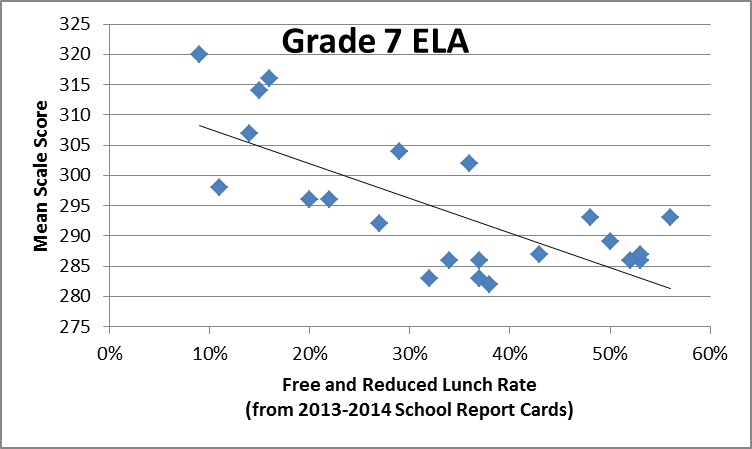 Grade 7 ELA
Mean Scale Score
325
320
315
310
305
300
295
290
285
280
275
0% 10% 20% 30% 40% 50% 60%
Free and Reduced Lunch Rate
(from 2013-2014 School Report Cards)